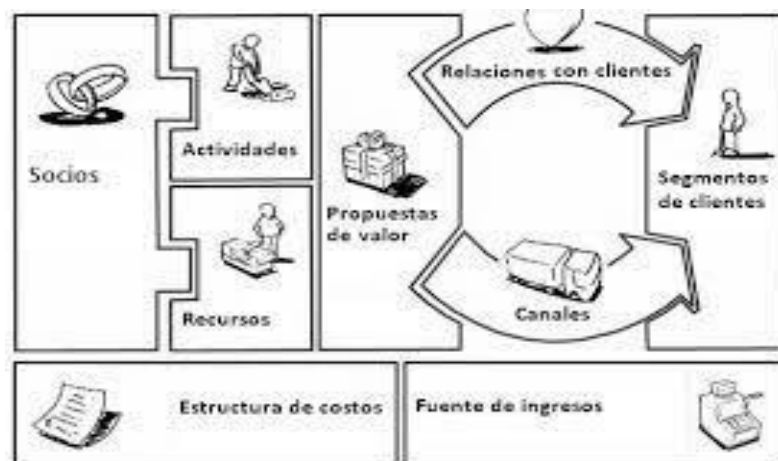 Socios
Actividades
Recursos
Propuestas
de valor
Relaciones con clientes
Canales
Segmentos
de clientes
Estructura de costos
Fuente de ingresos